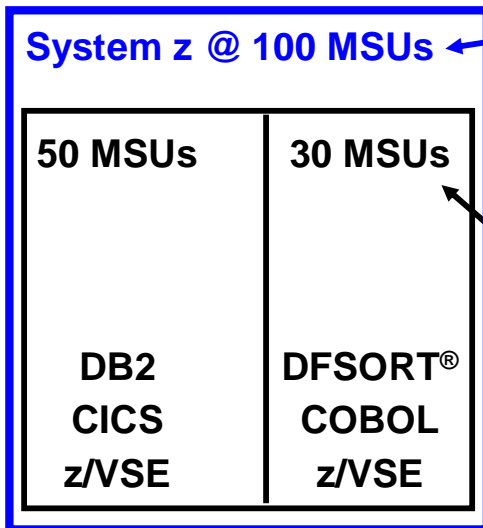 System z @ 100 MSUs
50 MSUs
DB2
CICS
z/VSE
30 MSUs
DFSORT®
COBOL
z/VSE